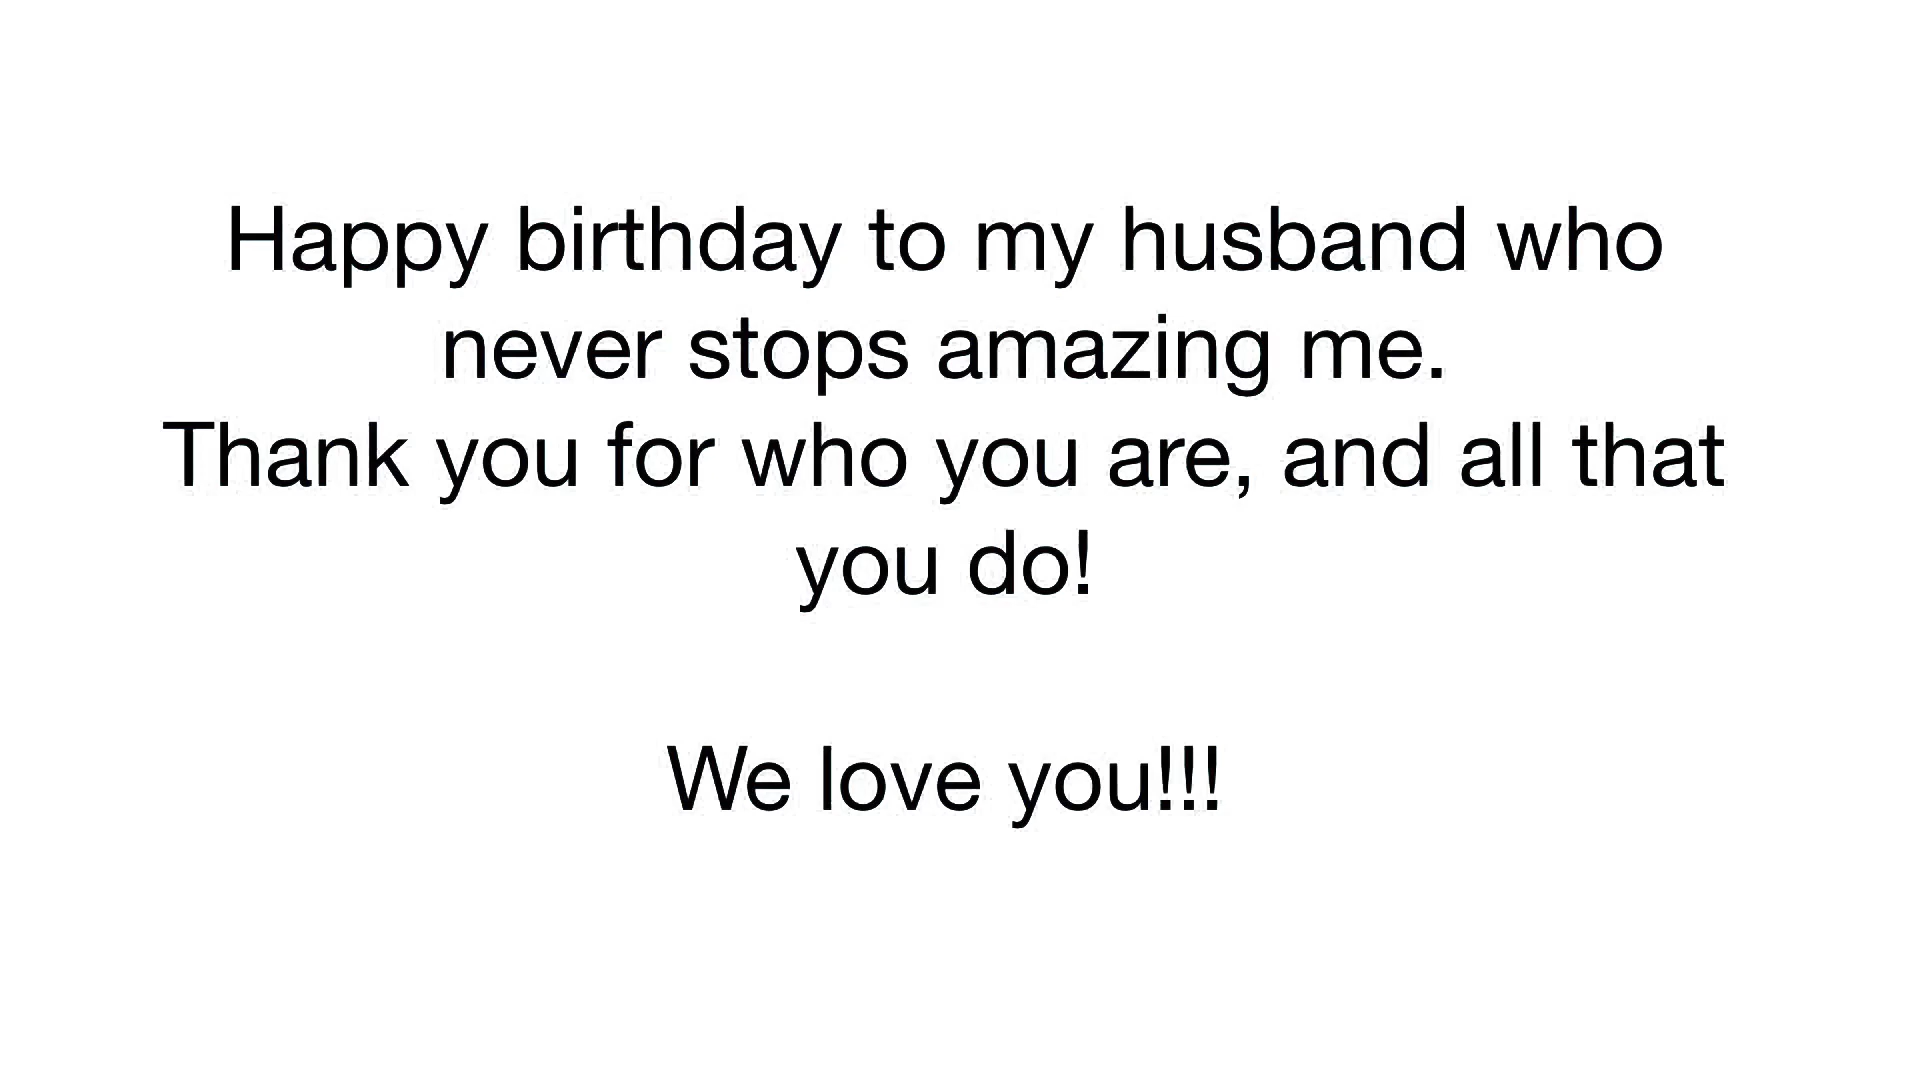 Happy birthday to my husband who
never stops amazing me.
Thank you for who you are, and all that
you do!
We love you!!!